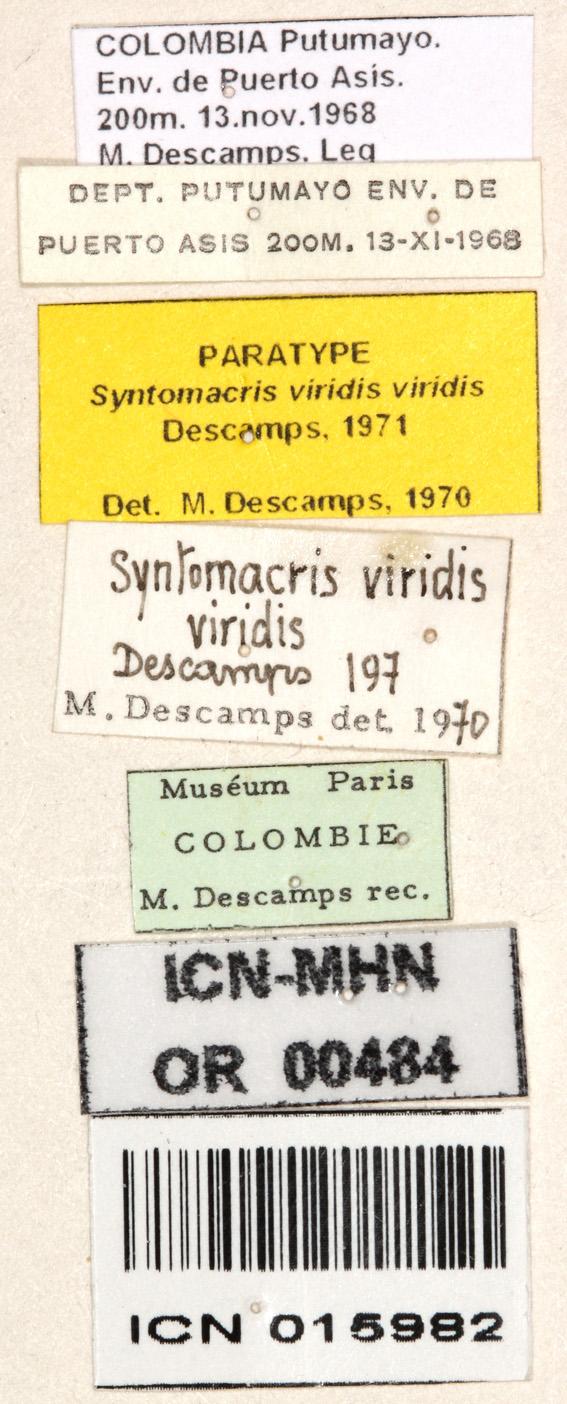 COLOMBIA Putumayo.
Env. de Puerto Asis.
200m. 13.nov.1968
M. Descamps. Leg
DEPT. PUTUMAYO ENV. DE
PUERTO ASIS 200M. 13-XI-1968
PARATYPE
Syntomacris viridis viridis
Descamps, 1971
Det. M. Descamps, 1970
Syntomacris viridis
viridis
Descamps 197
M. Descamps det. 1970
Muséum Paris
COLOMBIE
M. Descamps rec.
ICN-MHN
OR 00484
ICN 015982